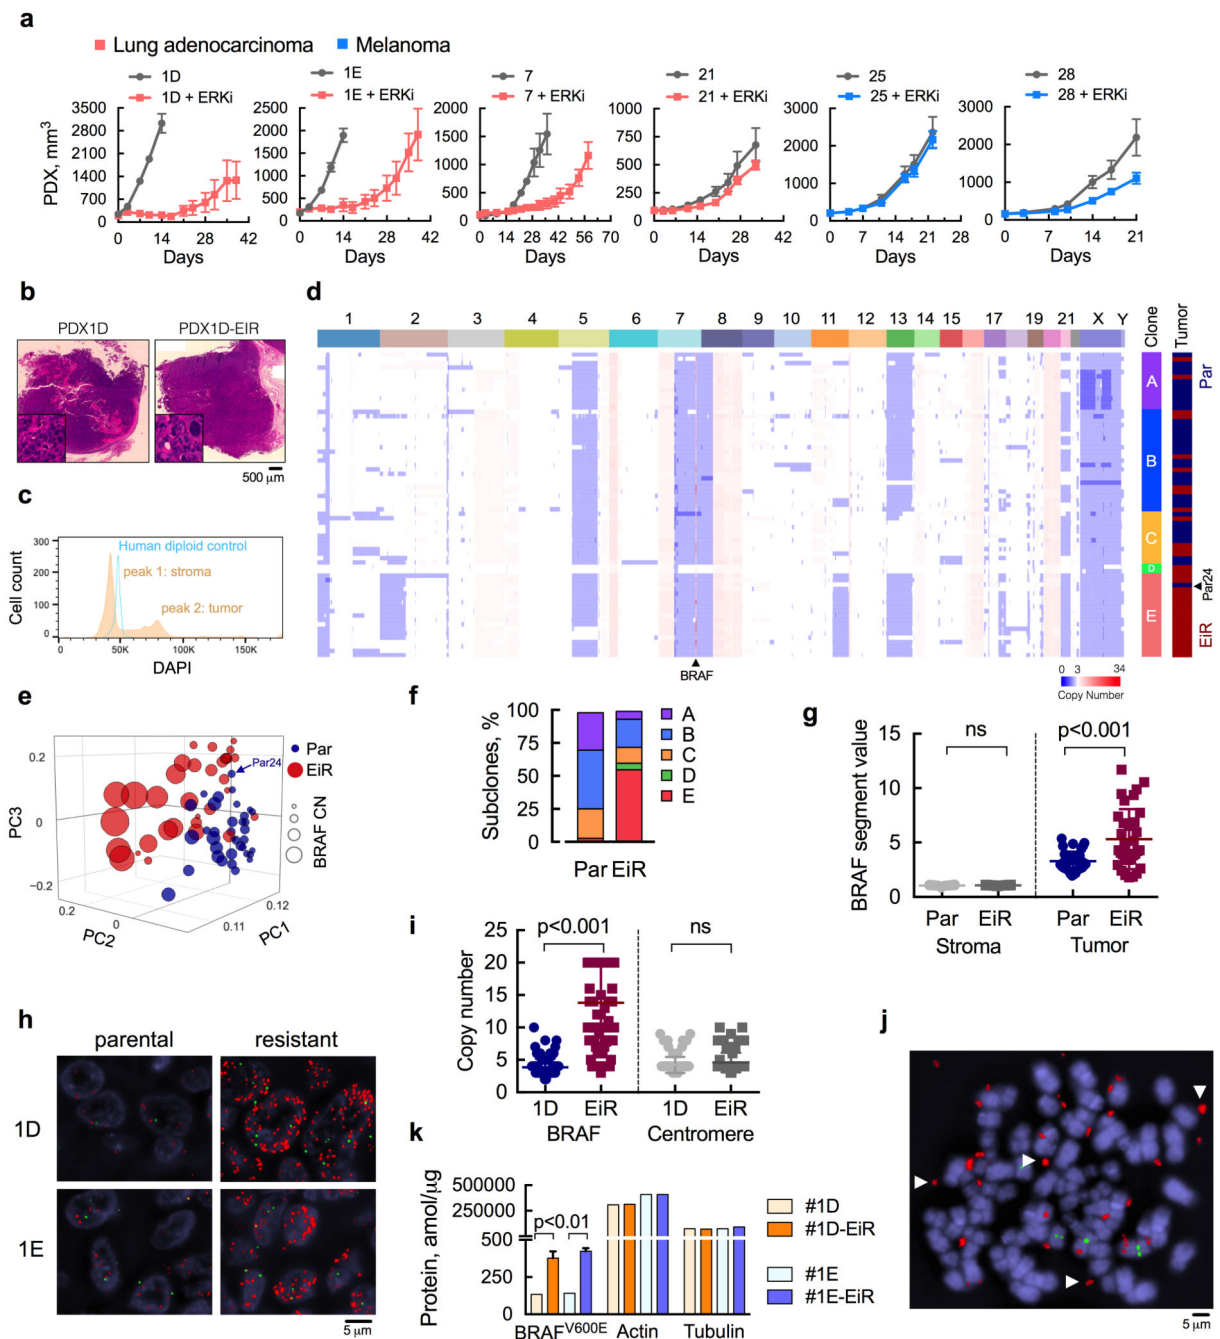 a
Lung adenocarcinoma Melanoma
1D
1D + ERKi
1E
1E + ERKi
7
7 + ERKi
21
21 + ERKi
25
25 + ERKi
28
28 + ERKi
PDX, mm³
3500
2800
2100
1400
700
0
0 14 28 42
Days
2500
2000
1500
1000
500
0
0 14 28 42
Days
2000
1500
1000
500
0
0 14 28 42 56 70
Days
1000
750
500
250
0
0 14 28 42
Days
3000
2000
1000
0
0 7 14 21 28
Days
3000
2000
1000
0
0 7 14 21
Days
b
PDX1D PDX1D-EIR
500 µm
c
Cell count
300
200
100
0
Human diploid control
peak 1: stroma
peak 2: tumor
0 50K 100K 150K
DAPI
d
1 2 3 4 5 6 7 8 9 10 11 12 13 14 15 17 19 21 X Y
Clone
Tumor
A
B
C
D
E
Par
Par24
EiR
BRAF
0 3 34
Copy Number
e
Par
EiR
Par24
BRAF CN
PC3
0.2
0
−0.2
0.2
0
PC2
0.11
0.12
PC1
f
Subclones, %
100
75
50
25
0
Par EiR
A
B
C
D
E
g
BRAF segment value
15
10
5
0
ns
p<0.001
Par EiR Par EiR
Stroma Tumor
h
parental resistant
1D
1E
5 µm
i
Copy number
25
20
15
10
5
0
p<0.001
ns
1D EiR 1D EiR
BRAF Centromere
j
5 µm
k
Protein, amol/µg
500000
250000
500
250
0
p<0.01
BRAFV600E Actin Tubulin
#1D
#1D-EiR
#1E
#1E-EiR